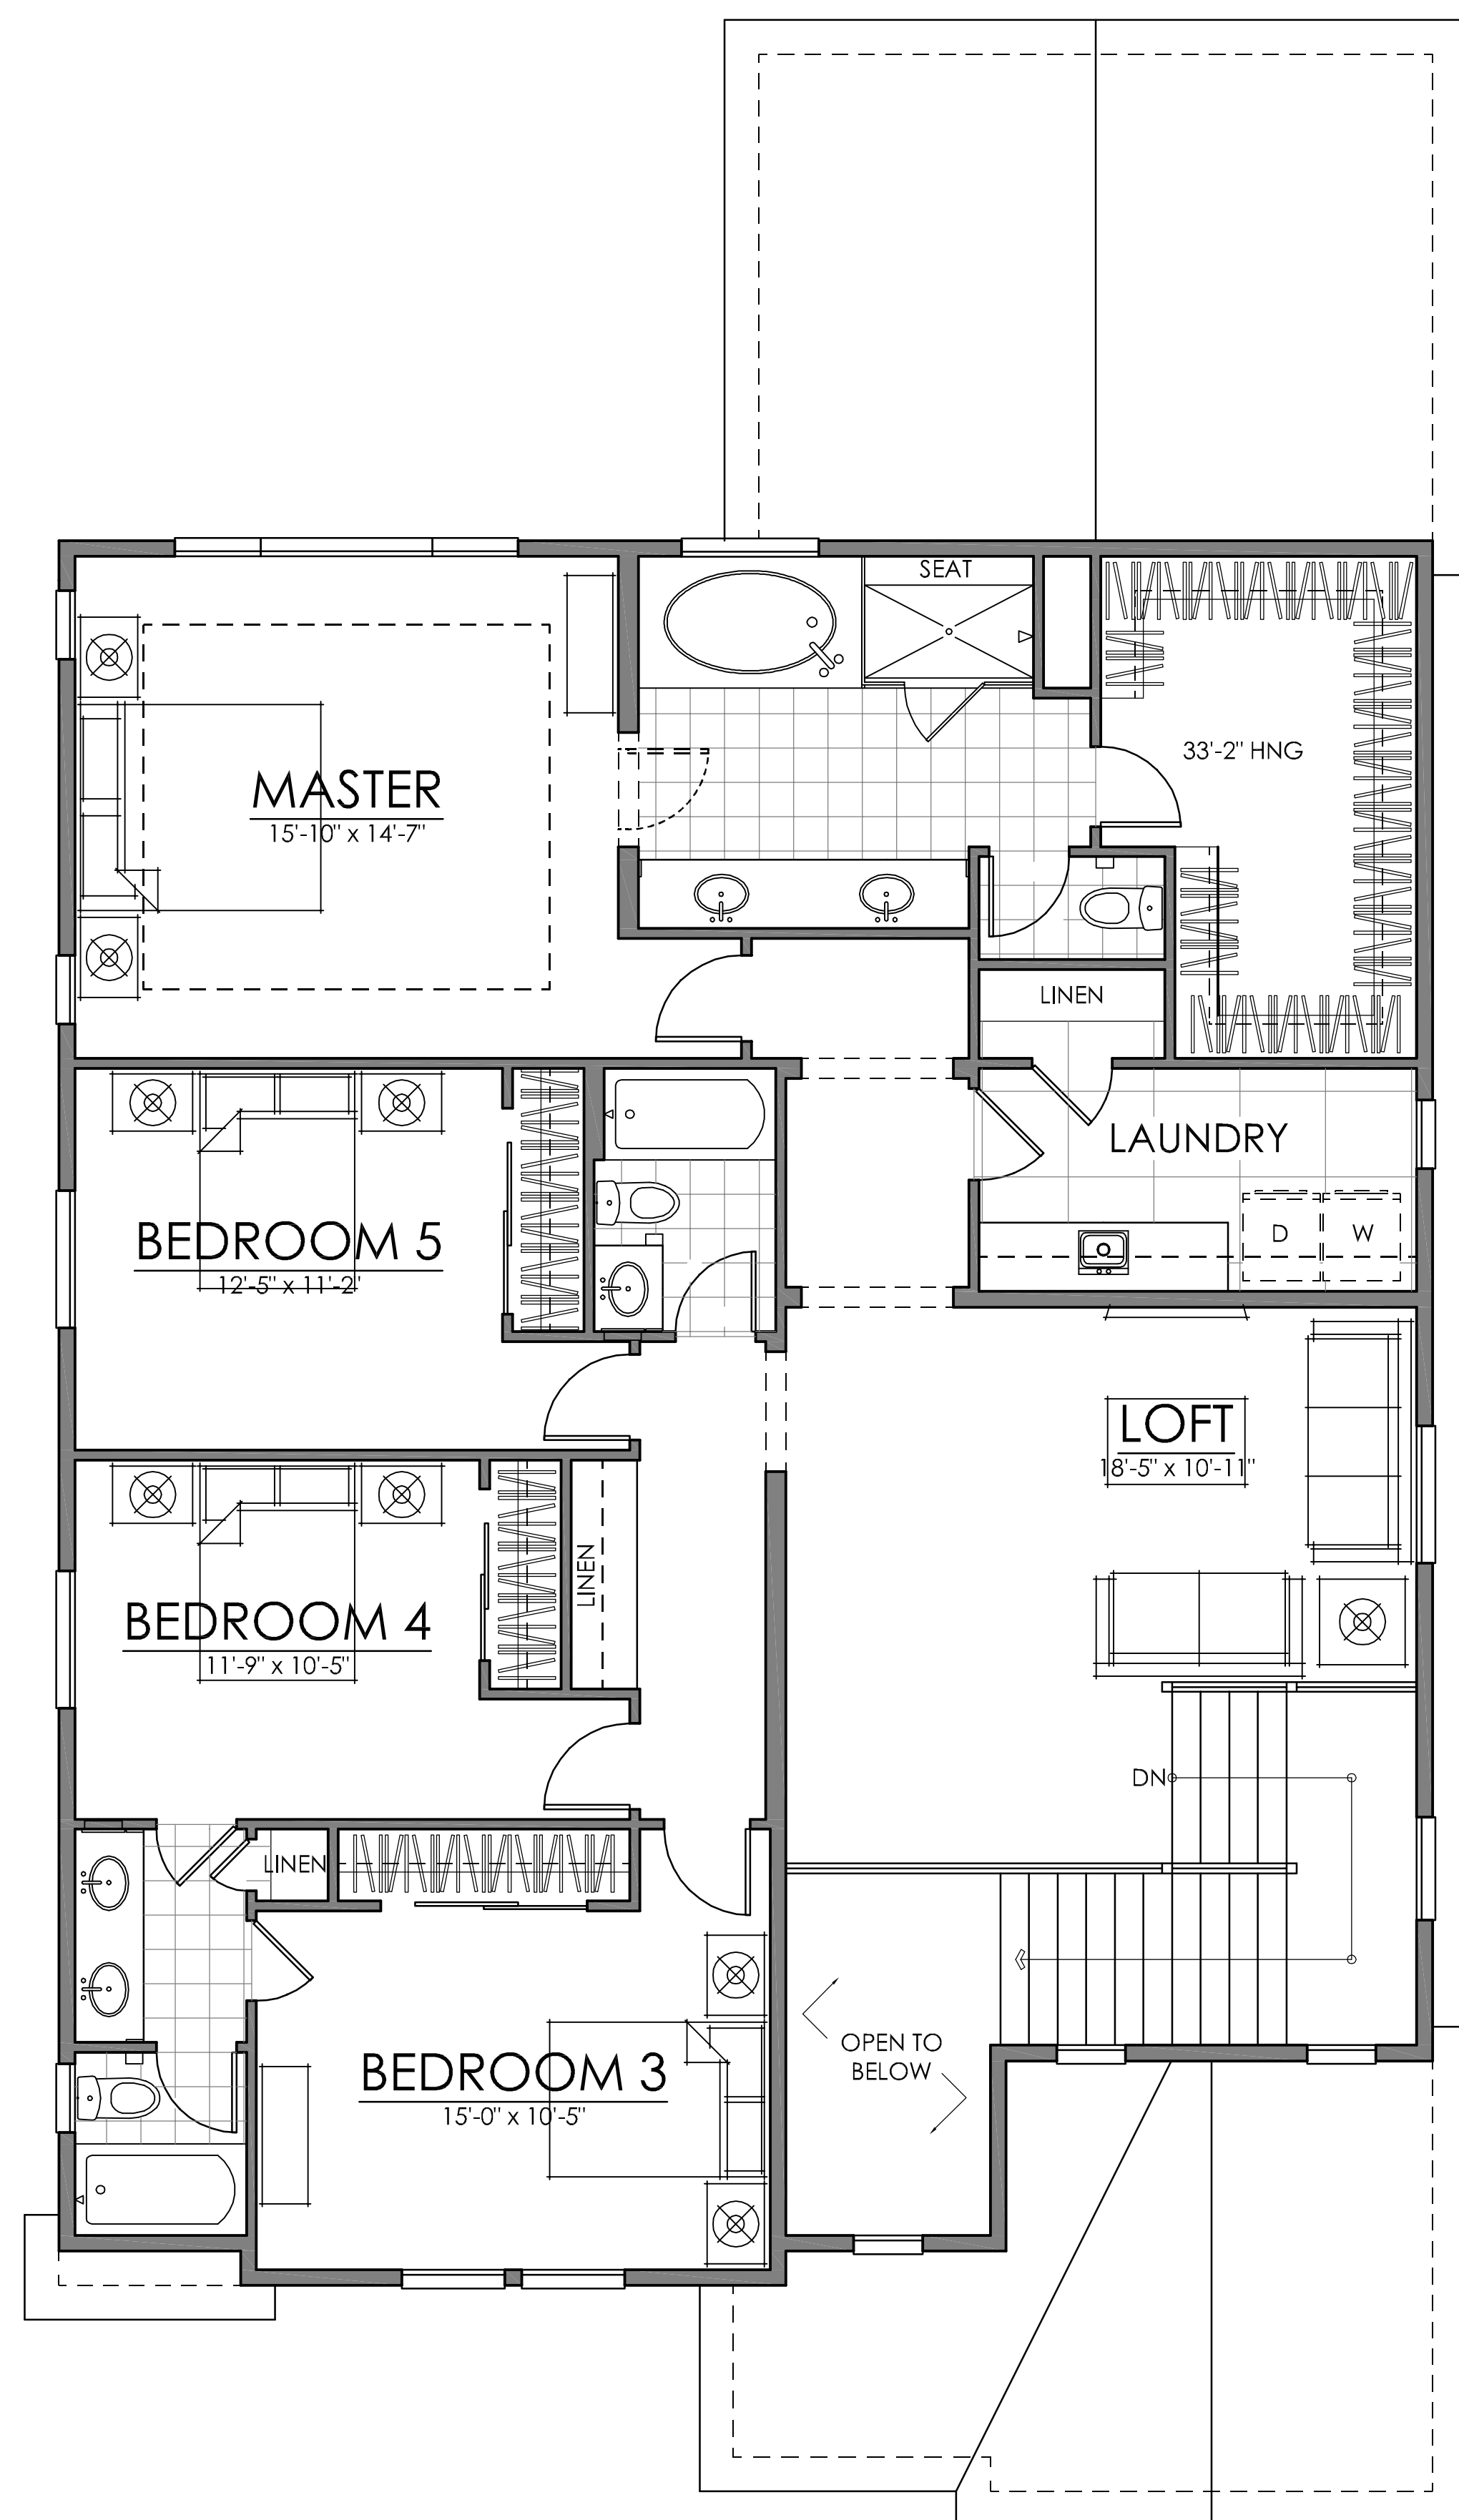 SEAT
33'-2" HNG
MASTER
15'-10" x 14'-7"
LINEN
LAUNDRY
D
W
BEDROOM 5
12'-5" x 11'-2'
LOFT
18'-5" x 10'-11"
LINEN
BEDROOM 4
11'-9" x 10'-5"
DN
LINEN
OPEN TO
BELOW
BEDROOM 3
15'-0" x 10'-5"